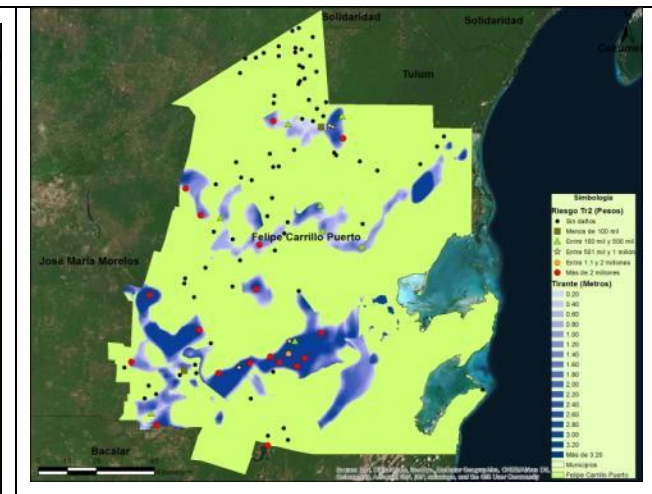 Solidaridad
Solidaridad
Tulum
Felipe Carrillo Puerto
José María Morelos
Bacalar
Simbología
Riesgo Tr2 (Pesos)
Sin daños
Menos de 100 mil
Entre 100 mil y 500 mil
Entre 501 mil y 1 millon
Entre 1.1 y 2 millones
Más de 2 millones
Tirante (Metros)
0.20
0.40
0.60
0.80
1.00
1.20
1.40
1.60
1.80
2.00
2.20
2.40
2.60
2.80
3.00
3.20
Más de 3.20
Municipios
Felipe Carrillo Puerto